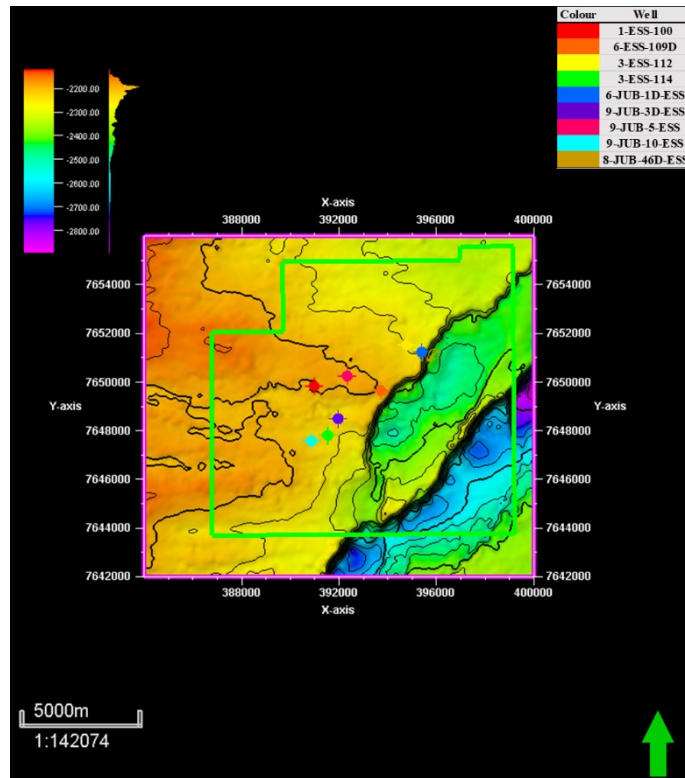 Colour Well
1-ESS-100
6-ESS-109D
3-ESS-112
3-ESS-114
6-JUB-1D-ESS
9-JUB-3D-ESS
9-JUB-5-ESS
9-JUB-10-ESS
8-JUB-46D-ESS
-2200.00
-2300.00
-2400.00
-2500.00
-2600.00
-2700.00
-2800.00
X-axis
388000 392000 396000 400000
7654000 7654000
7652000 7652000
7650000 7650000
Y-axis Y-axis
7648000 7648000
7646000 7646000
7644000 7644000
7642000 7642000
388000 392000 396000 400000
X-axis
5000m
1:142074